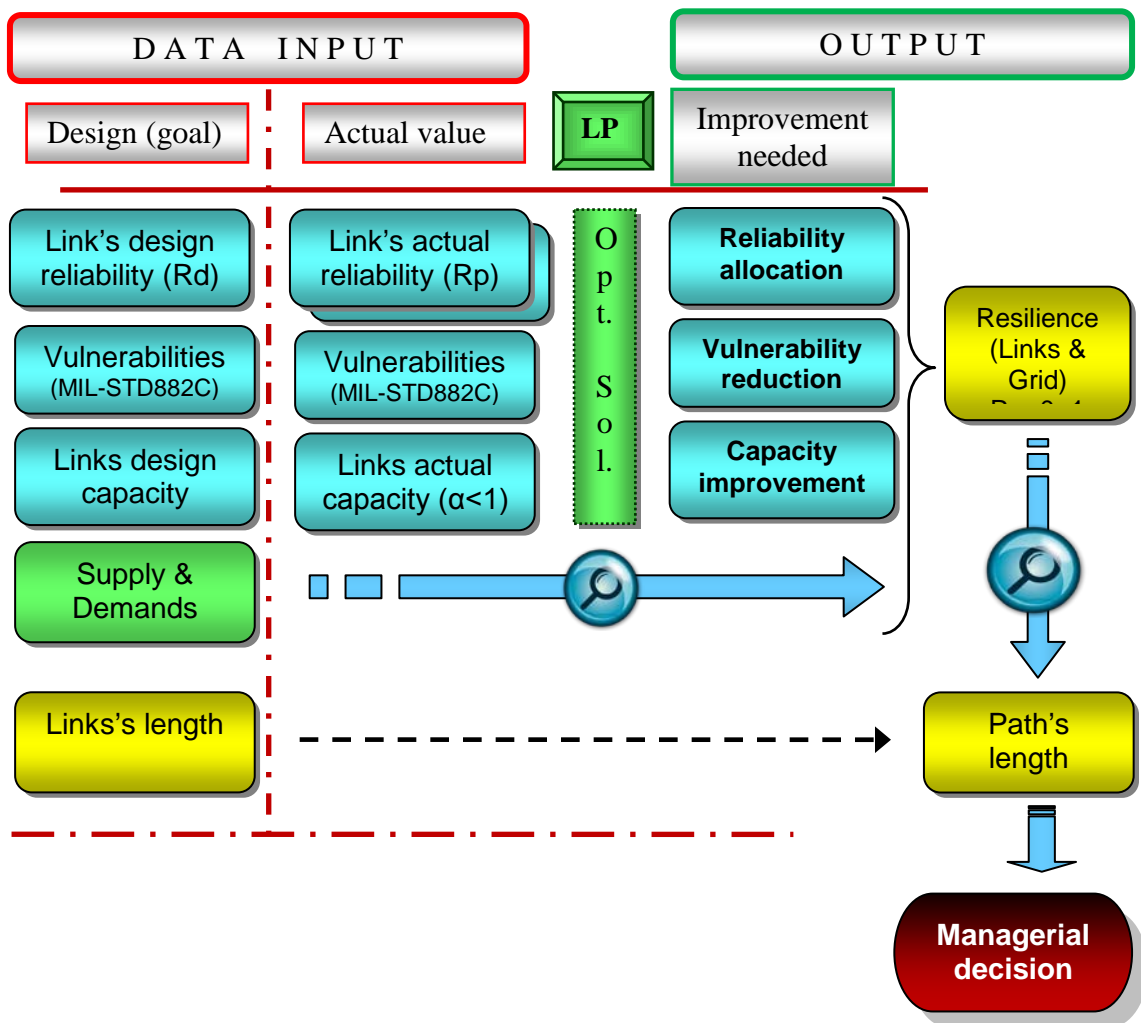 DATA INPUT
OUTPUT
Design (goal)
Actual value
LP
Improvement
needed
Link's design
reliability (Rd)
Link's actual
reliability (Rp)
Opt. Sol.
Reliability
allocation
Vulnerabilities
(MIL-STD882C)
Vulnerabilities
(MIL-STD882C)
Vulnerability
reduction
Resilience
(Links &
Grid)
Links design
capacity
Links actual
capacity (α<1)
Capacity
improvement
Supply &
Demands
Links's length
Path's
length
Managerial
decision